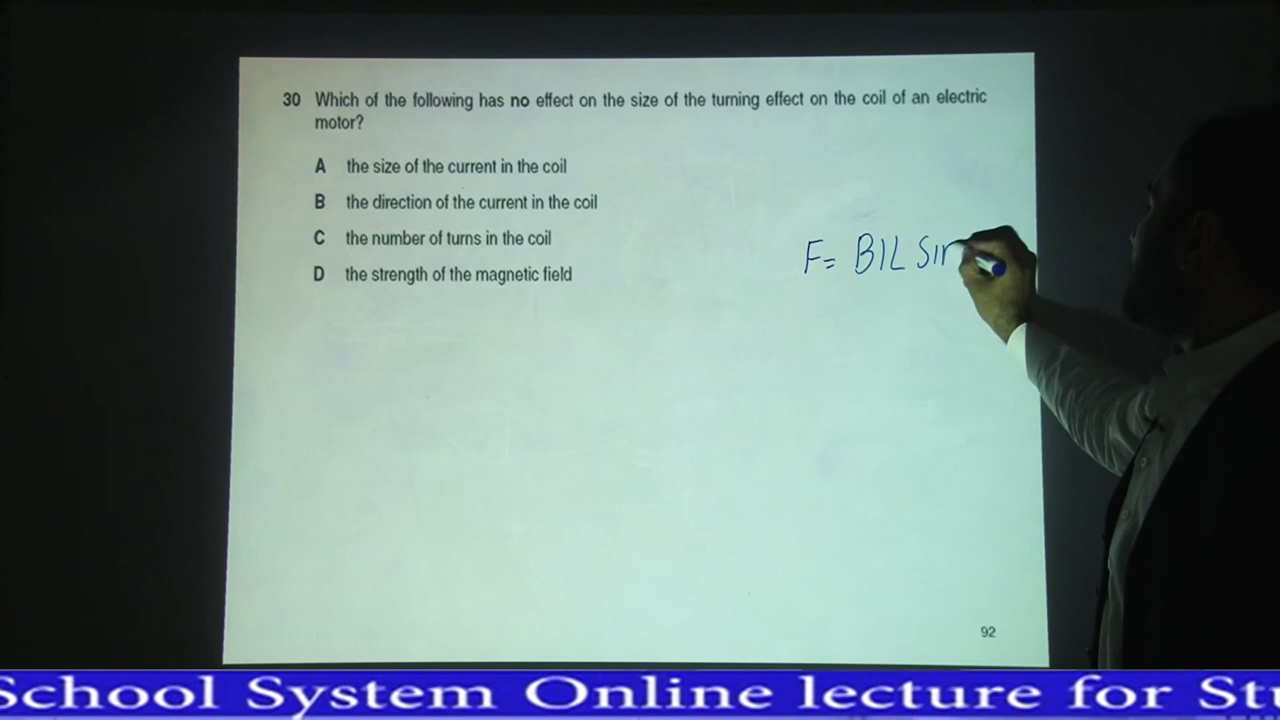 30 Which of the following has no effect on the size of the turning effect on the coil of an electric
motor?
A the size of the current in the coil
B the direction of the current in the coil
C the number of turns in the coil
D the strength of the magnetic field
F= BIL Sin
92
School System Online lecture for